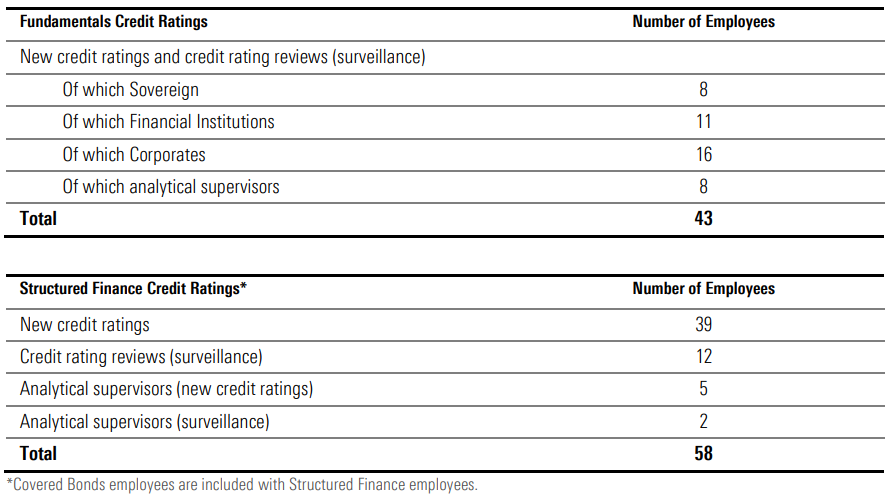 Fundamentals Credit Ratings Number of Employees
New credit ratings and credit rating reviews (surveillance)
Of which Sovereign 8
Of which Financial Institutions 11
Of which Corporates 16
Of which analytical supervisors 8
Total 43
Structured Finance Credit Ratings* Number of Employees
New credit ratings 39
Credit rating reviews (surveillance) 12
Analytical supervisors (new credit ratings) 5
Analytical supervisors (surveillance) 2
Total 58
*Covered Bonds employees are included with Structured Finance employees.